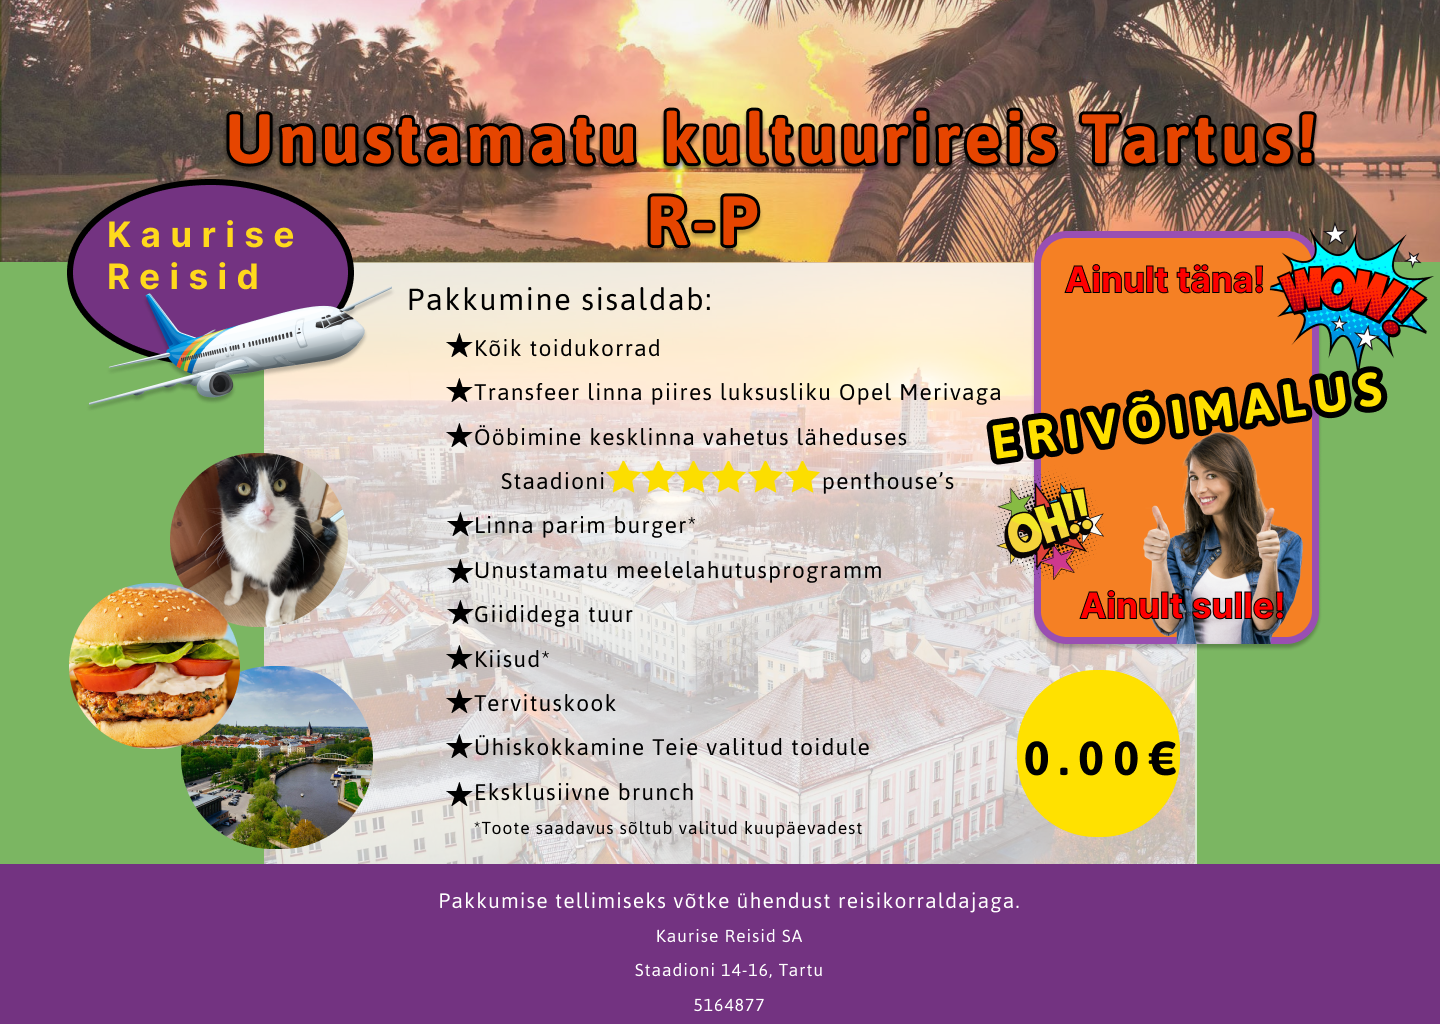 Unustamatu kultuurireis Tartus!
R-P
Kaurise
Reisid
Pakkumine sisaldab:
Kõik toidukorrad
Transfeer linna piires luksusliku Opel Merivaga
Ööbimine kesklinna vahetus läheduses
Staadioni penthouse’s
Linna parim burger*
Unustamatu meelelahutusprogramm
Giididega tuur
Kiisud*
Tervituskook
Ühiskokkamine Teie valitud toidule
Eksklusiivne brunch
*Toote saadavus sõltub valitud kuupäevadest
Ainult täna!
WOW!
ERIVÕIMALUS
OH!!
Ainult sulle!
0.00€
Pakkumise tellimiseks võtke ühendust reisikorraldajaga.
Kaurise Reisid SA
Staadioni 14-16, Tartu
5164877